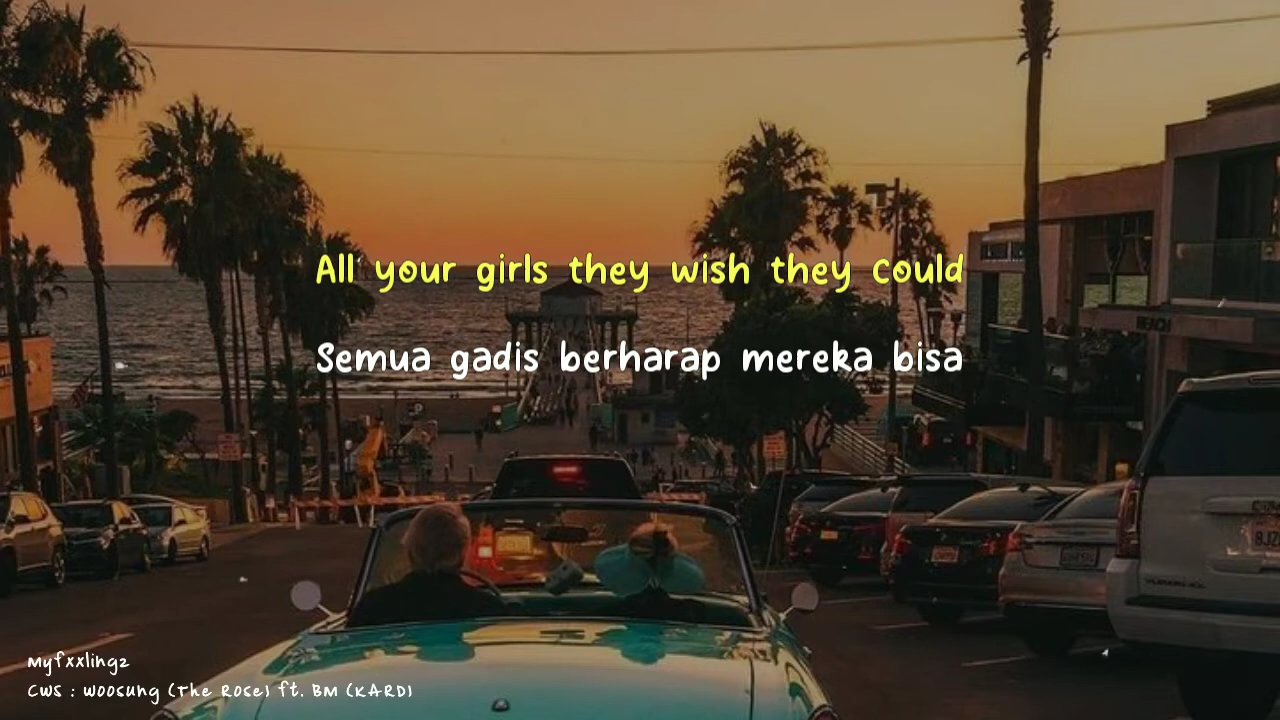 All your girls they wish they could
Semua gadis berharap mereka bisa
BEACH
Myfxxlingz
CWS : Woosung (The Rose) ft. BM (KARD)